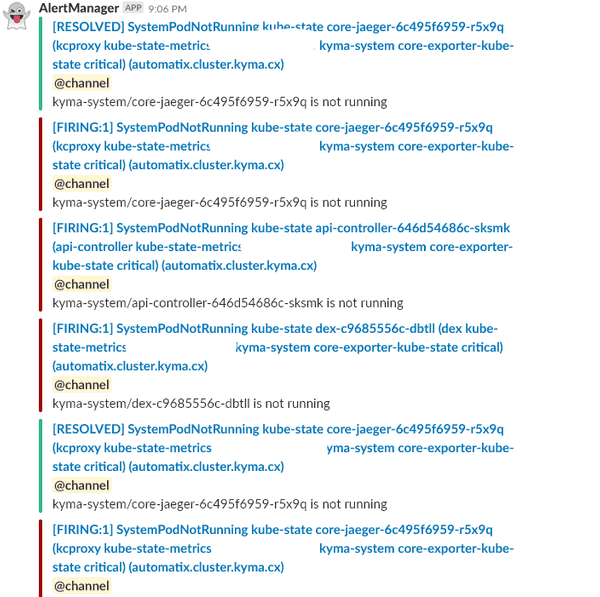 AlertManager APP 9:06 PM
[RESOLVED] SystemPodNotRunning kube-state core-jaeger-6c495f6959-r5x9q
(kcproxy kube-state-metrics
state critical) (automatix.cluster.kyma.cx)
@channel
kyma-system/core-jaeger-6c495f6959-r5x9q is not running
[FIRING:1] SystemPodNotRunning kube-state core-jaeger-6c495f6959-r5x9q
(kcproxy kube-state-metrics kyma-system core-exporter-kube-
state critical) (automatix.cluster.kyma.cx)
@channel
kyma-system/core-jaeger-6c495f6959-r5x9q is not running
[FIRING:1] SystemPodNotRunning kube-state api-controller-646d54686c-sksmk
(api-controller kube-state-metrics kyma-system core-exporter-
kube-state critical) (automatix.cluster.kyma.cx)
@channel
kyma-system/api-controller-646d54686c-sksmk is not running
[FIRING:1] SystemPodNotRunning kube-state dex-c9685556c-dbtll (dex kube-
state-metrics kyma-system core-exporter-kube-state critical)
(automatix.cluster.kyma.cx)
@channel
kyma-system/dex-c9685556c-dbtll is not running
[RESOLVED] SystemPodNotRunning kube-state core-jaeger-6c495f6959-r5x9q
(kcproxy kube-state-metrics yma-system core-exporter-kube-
state critical) (automatix.cluster.kyma.cx)
@channel
kyma-system/core-jaeger-6c495f6959-r5x9q is not running
[FIRING:1] SystemPodNotRunning kube-state core-jaeger-6c495f6959-r5x9q
(kcproxy kube-state-metrics kyma-system core-exporter-kube-
state critical) (automatix.cluster.kyma.cx)
@channel